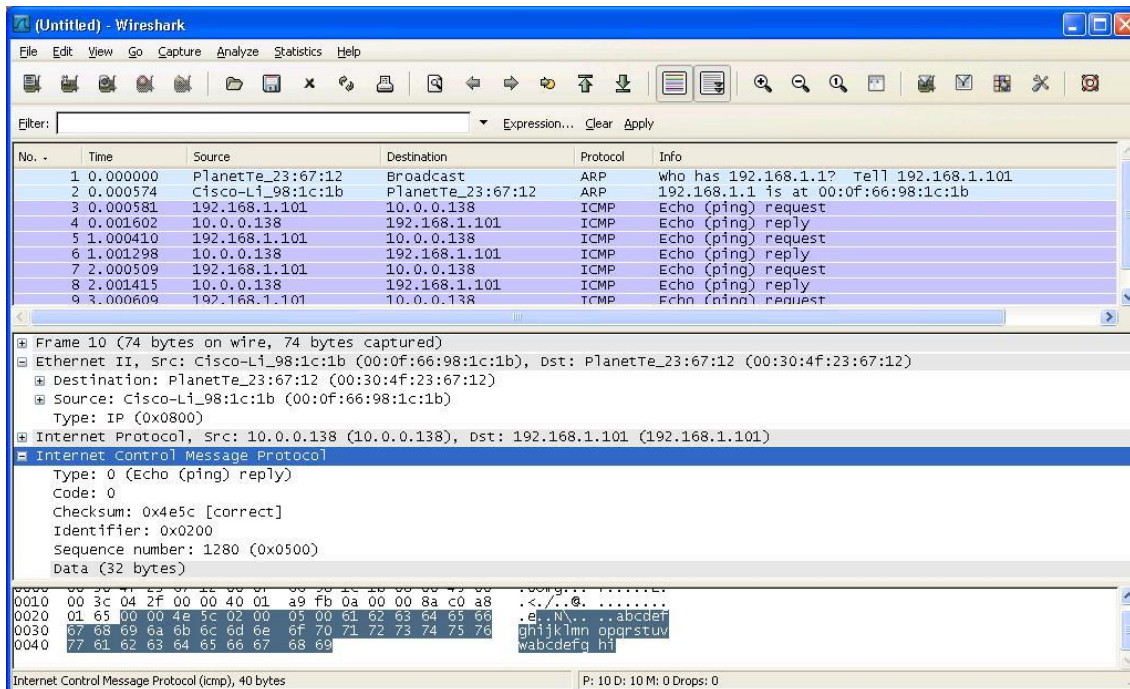 (Untitled) - Wireshark
File Edit View Go Capture Analyze Statistics Help
Filter: Expression... Clear Apply
No. Time Source Destination Protocol Info
1 0.000000 PlanetTe_23:67:12 Broadcast ARP Who has 192.168.1.1? Tell 192.168.1.101
2 0.000574 Cisco-Li_98:1c:1b PlanetTe_23:67:12 ARP 192.168.1.1 is at 00:0f:66:98:1c:1b
3 0.000581 192.168.1.101 10.0.0.138 ICMP Echo (ping) request
4 0.001602 10.0.0.138 192.168.1.101 ICMP Echo (ping) reply
5 1.000410 192.168.1.101 10.0.0.138 ICMP Echo (ping) request
6 1.001298 10.0.0.138 192.168.1.101 ICMP Echo (ping) reply
7 2.000509 192.168.1.101 10.0.0.138 ICMP Echo (ping) request
8 2.001415 10.0.0.138 192.168.1.101 ICMP Echo (ping) reply
9 3.000609 192.168.1.101 10.0.0.138 ICMP Echo (ping) request
Frame 10 (74 bytes on wire, 74 bytes captured)
Ethernet II, Src: Cisco-Li_98:1c:1b (00:0f:66:98:1c:1b), Dst: PlanetTe_23:67:12 (00:30:4f:23:67:12)
Destination: PlanetTe_23:67:12 (00:30:4f:23:67:12)
Source: Cisco-Li_98:1c:1b (00:0f:66:98:1c:1b)
Type: IP (0x0800)
Internet Protocol, Src: 10.0.0.138 (10.0.0.138), Dst: 192.168.1.101 (192.168.1.101)
Internet Control Message Protocol
Type: 0 (Echo (ping) reply)
Code: 0
Checksum: 0x4e5c [correct]
Identifier: 0x0200
Sequence number: 1280 (0x0500)
Data (32 bytes)
0010 00 3c 04 2f 00 00 40 01 a9 fb 0a 00 00 8a c0 a8 .<./..@. ........
0020 01 65 00 00 4e 5c 02 00 05 00 61 62 63 64 65 66 .e..N\.. ..abcdef
0030 67 68 69 6a 6b 6c 6d 6e 6f 70 71 72 73 74 75 76 ghijklmn opqrstuv
0040 77 61 62 63 64 65 66 67 68 69 wabcdefg hi
Internet Control Message Protocol (icmp), 40 bytes P: 10 D: 10 M: 0 Drops: 0